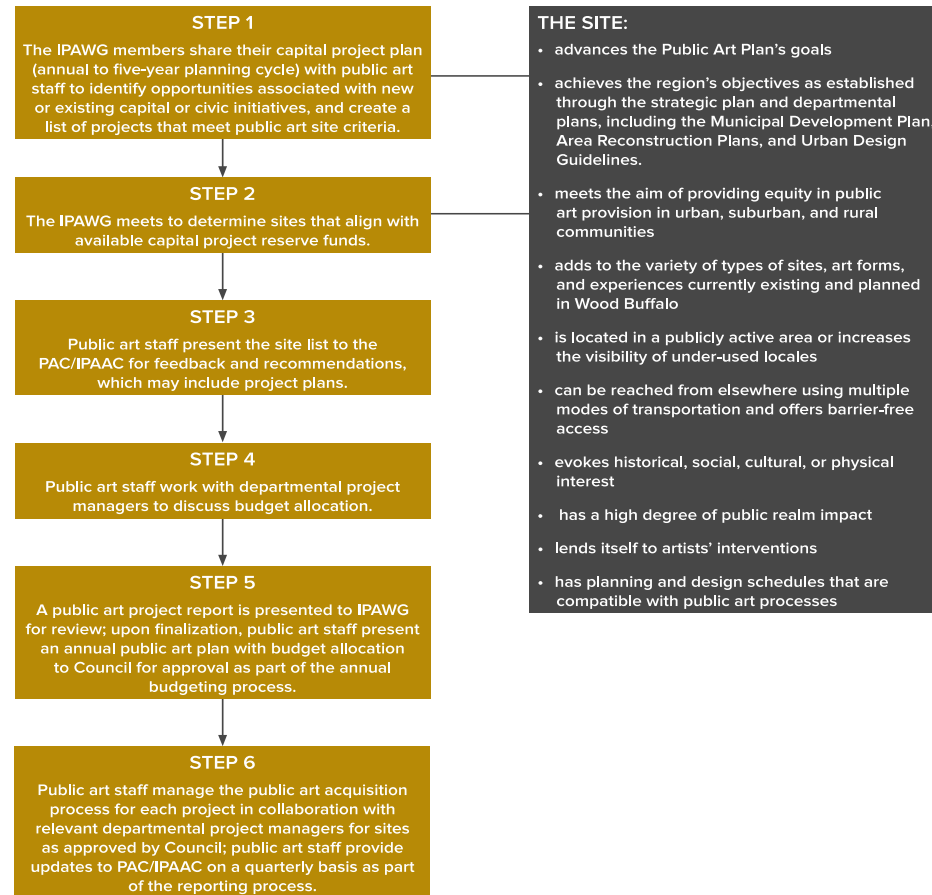 STEP 1
The IPAWG members share their capital project plan
(annual to five-year planning cycle) with public art
staff to identify opportunities associated with new
or existing capital or civic initiatives, and create a
list of projects that meet public art site criteria.
STEP 2
The IPAWG meets to determine sites that align with
available capital project reserve funds.
STEP 3
Public art staff present the site list to the
PAC/IPAAC for feedback and recommendations,
which may include project plans.
STEP 4
Public art staff work with departmental project
managers to discuss budget allocation.
STEP 5
A public art project report is presented to IPAWG
for review; upon finalization, public art staff present
an annual public art plan with budget allocation
to Council for approval as part of the annual
budgeting process.
STEP 6
Public art staff manage the public art acquisition
process for each project in collaboration with
relevant departmental project managers for sites
as approved by Council; public art staff provide
updates to PAC/IPAAC on a quarterly basis as part
of the reporting process.
THE SITE:
• advances the Public Art Plan's goals
• achieves the region's objectives as established
through the strategic plan and departmental
plans, including the Municipal Development Plan,
Area Reconstruction Plans, and Urban Design
Guidelines.
• meets the aim of providing equity in public
art provision in urban, suburban, and rural
communities
• adds to the variety of types of sites, art forms,
and experiences currently existing and planned
in Wood Buffalo
• is located in a publicly active area or increases
the visibility of under-used locales
• can be reached from elsewhere using multiple
modes of transportation and offers barrier-free
access
• evokes historical, social, cultural, or physical
interest
• has a high degree of public realm impact
• lends itself to artists' interventions
• has planning and design schedules that are
compatible with public art processes